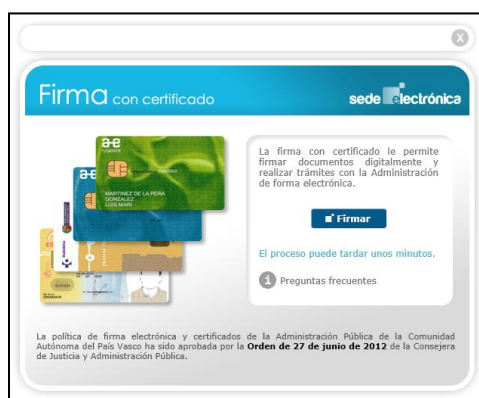 X
Firma con certificado
sede electrónica
La firma con certificado le permite
firmar documentos digitalmente y
realizar trámites con la Administración
de forma electrónica.
Firmar
El proceso puede tardar unos minutos.
i Preguntas frecuentes
MARTINEZ DE LA PERA
GONZALEZ
LUIS MARI
La política de firma electrónica y certificados de la Administración Pública de la Comunidad
Autónoma del País Vasco ha sido aprobada por la Orden de 27 de junio de 2012 de la Consejera
de Justicia y Administración Pública.